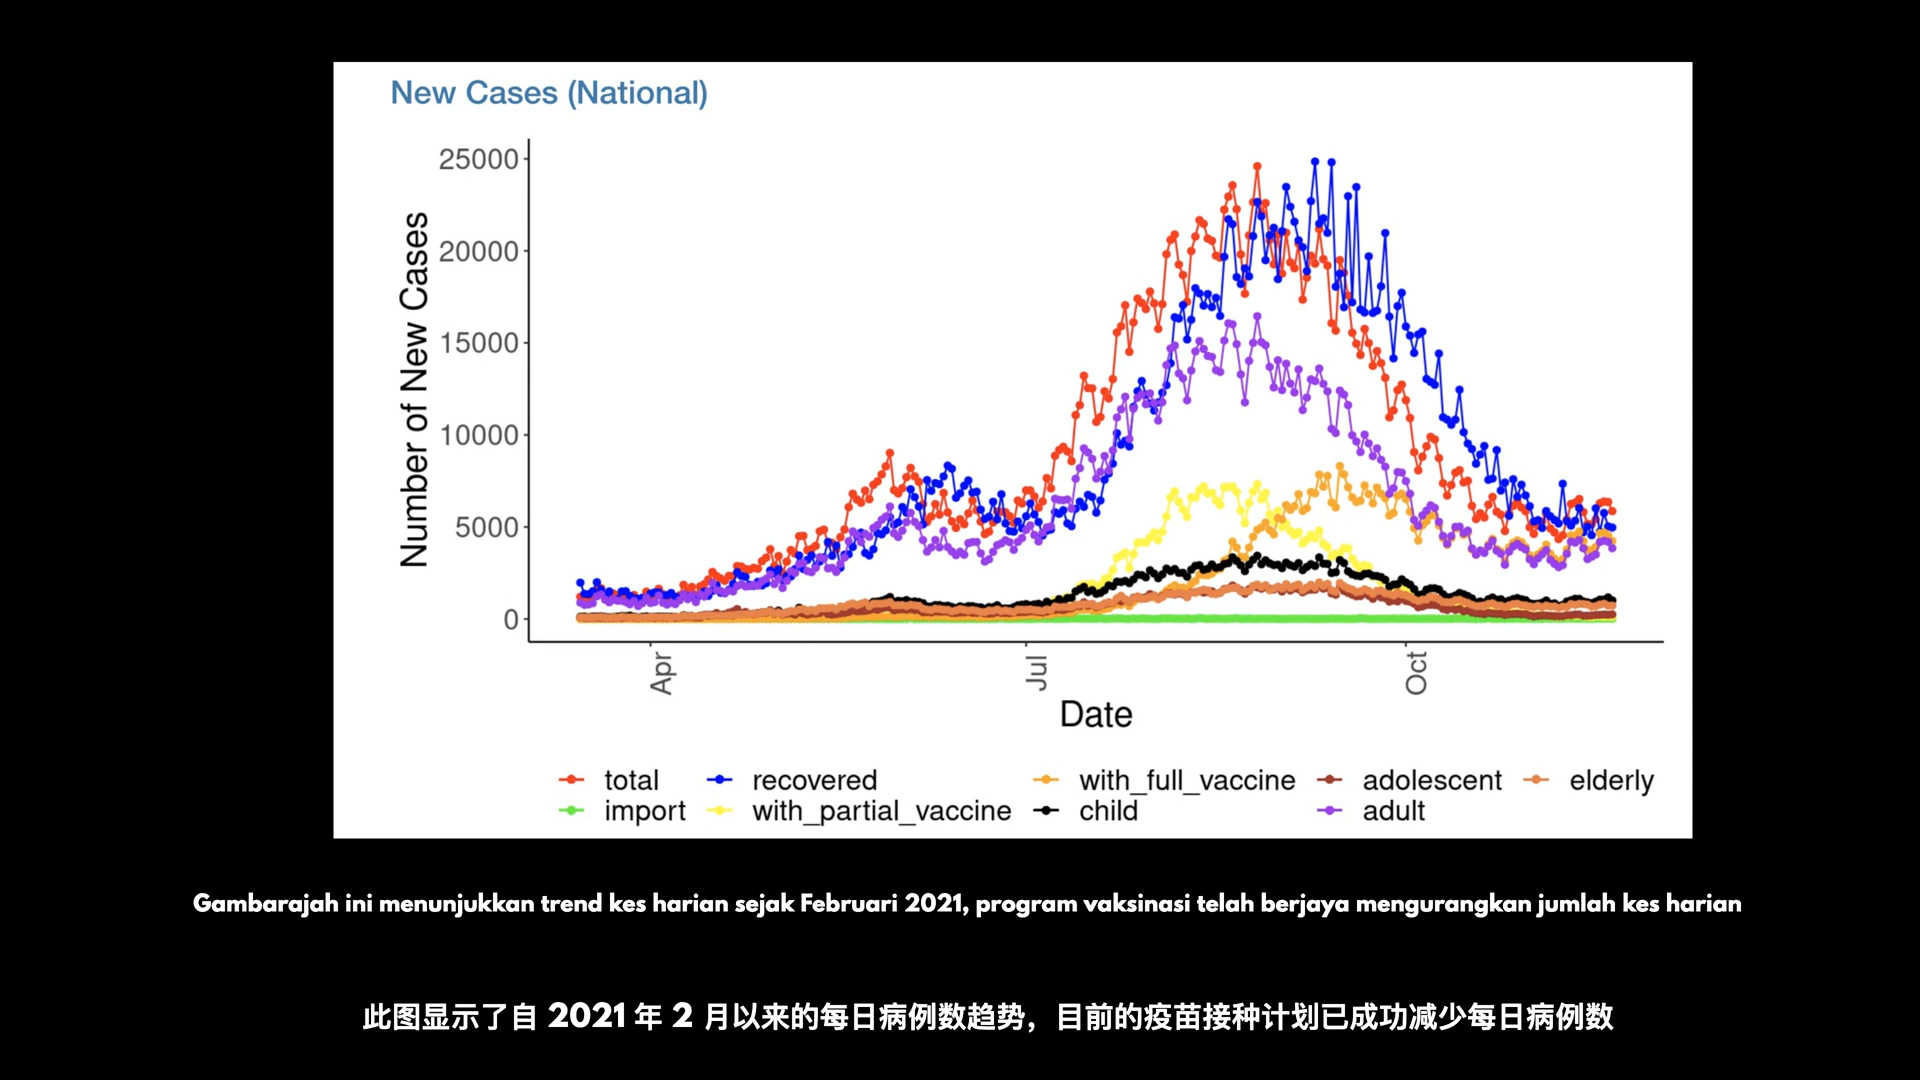 New Cases (National)
25000
20000
15000
10000
5000
0
Number of New Cases
Apr
Jul
Oct
Date
total
recovered
with_full_vaccine
adolescent
elderly
import
with_partial_vaccine
child
adult
Gambarajah ini menunjukkan trend kes harian sejak Februari 2021, program vaksinasi telah berjaya mengurangkan jumlah kes harian
此图显示了自 2021 年 2 月以来的每日病例数趋势，目前的疫苗接种计划已成功减少每日病例数